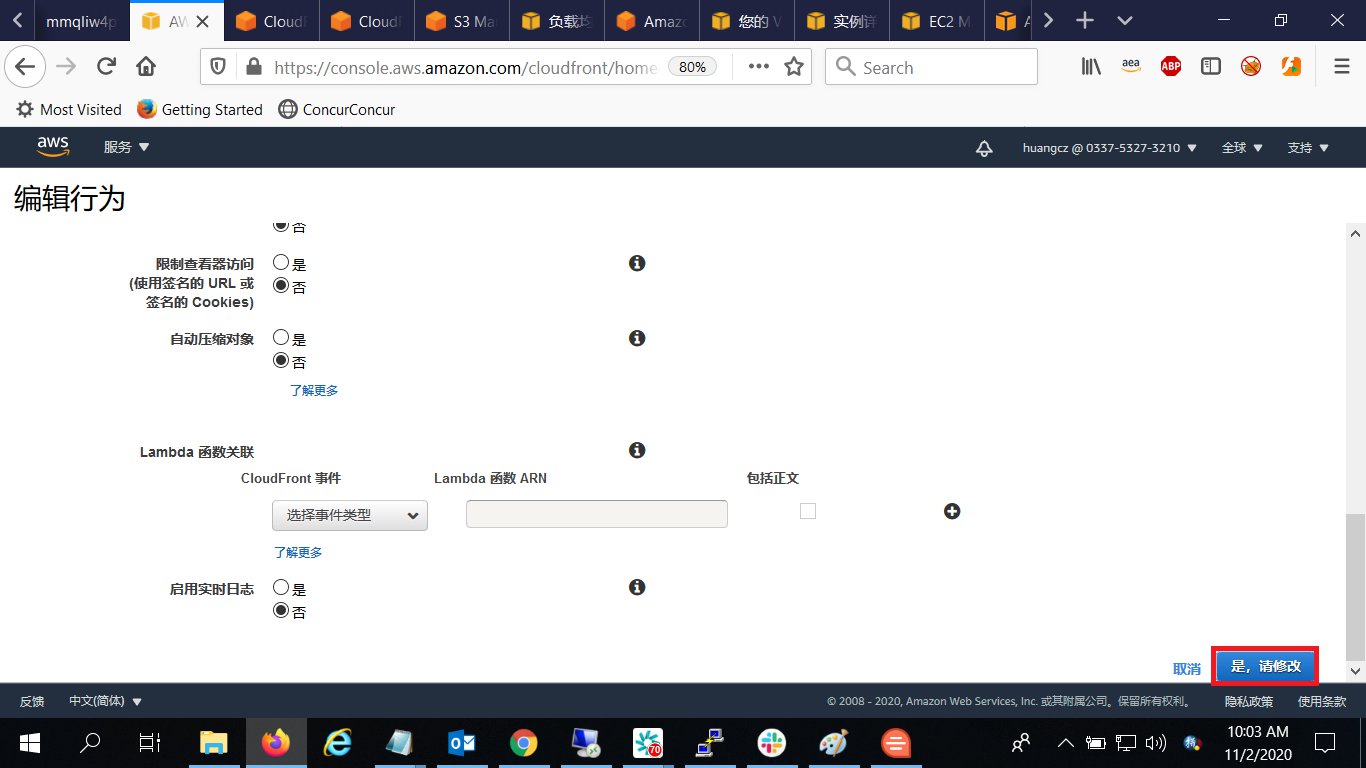 mmqliw4p
AW
CloudF
CloudF
S3 Ma
负载均
Amazo
您的 V
实例详
EC2 M
https://console.aws.amazon.com/cloudfront/home
80%
Search
aea
ABP
Most Visited
Getting Started
ConcurConcur
aws
服务
huangcz @ 0337-5327-3210
全球
支持
编辑行为
否
限制查看器访问
(使用签名的 URL 或
签名的 Cookies)
是
否
自动压缩对象
是
否
了解更多
Lambda 函数关联
CloudFront 事件
Lambda 函数 ARN
包括正文
选择事件类型
了解更多
启用实时日志
是
否
取消
是，请修改
反馈
中文(简体)
© 2008 - 2020, Amazon Web Services, Inc. 或其附属公司。保留所有权利。
隐私政策
使用条款
70
10:03 AM
11/2/2020